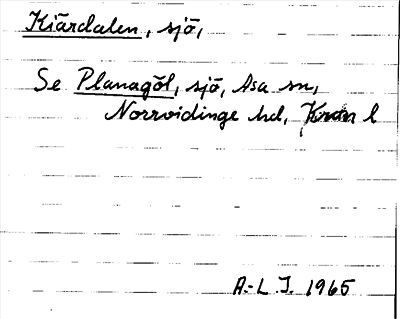 Kiärdalen, sjö,
Se Planagöl, sjö, Asa sn,
Norrvidinge hd, Kron l
A.-L. J. 1965